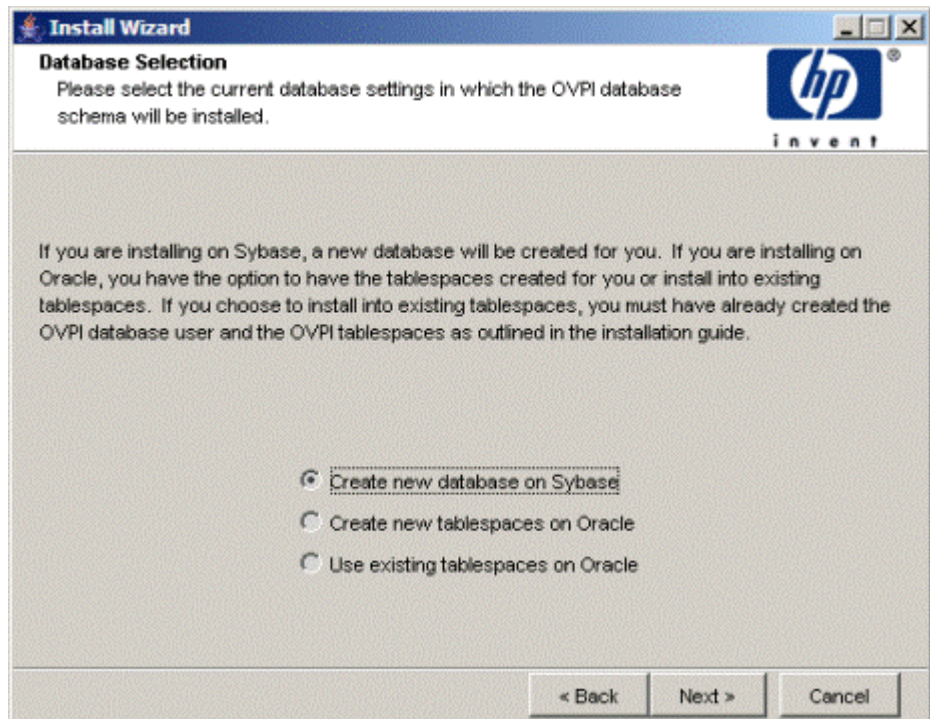 Install Wizard
Database Selection
Please select the current database settings in which the OVPI database
schema will be installed.
hp
®
invent
If you are installing on Sybase, a new database will be created for you. If you are installing on
Oracle, you have the option to have the tablespaces created for you or install into existing
tablespaces. If you choose to install into existing tablespaces, you must have already created the
OVPI database user and the OVPI tablespaces as outlined in the installation guide.
Create new database on Sybase
Create new tablespaces on Oracle
Use existing tablespaces on Oracle
< Back
Next >
Cancel